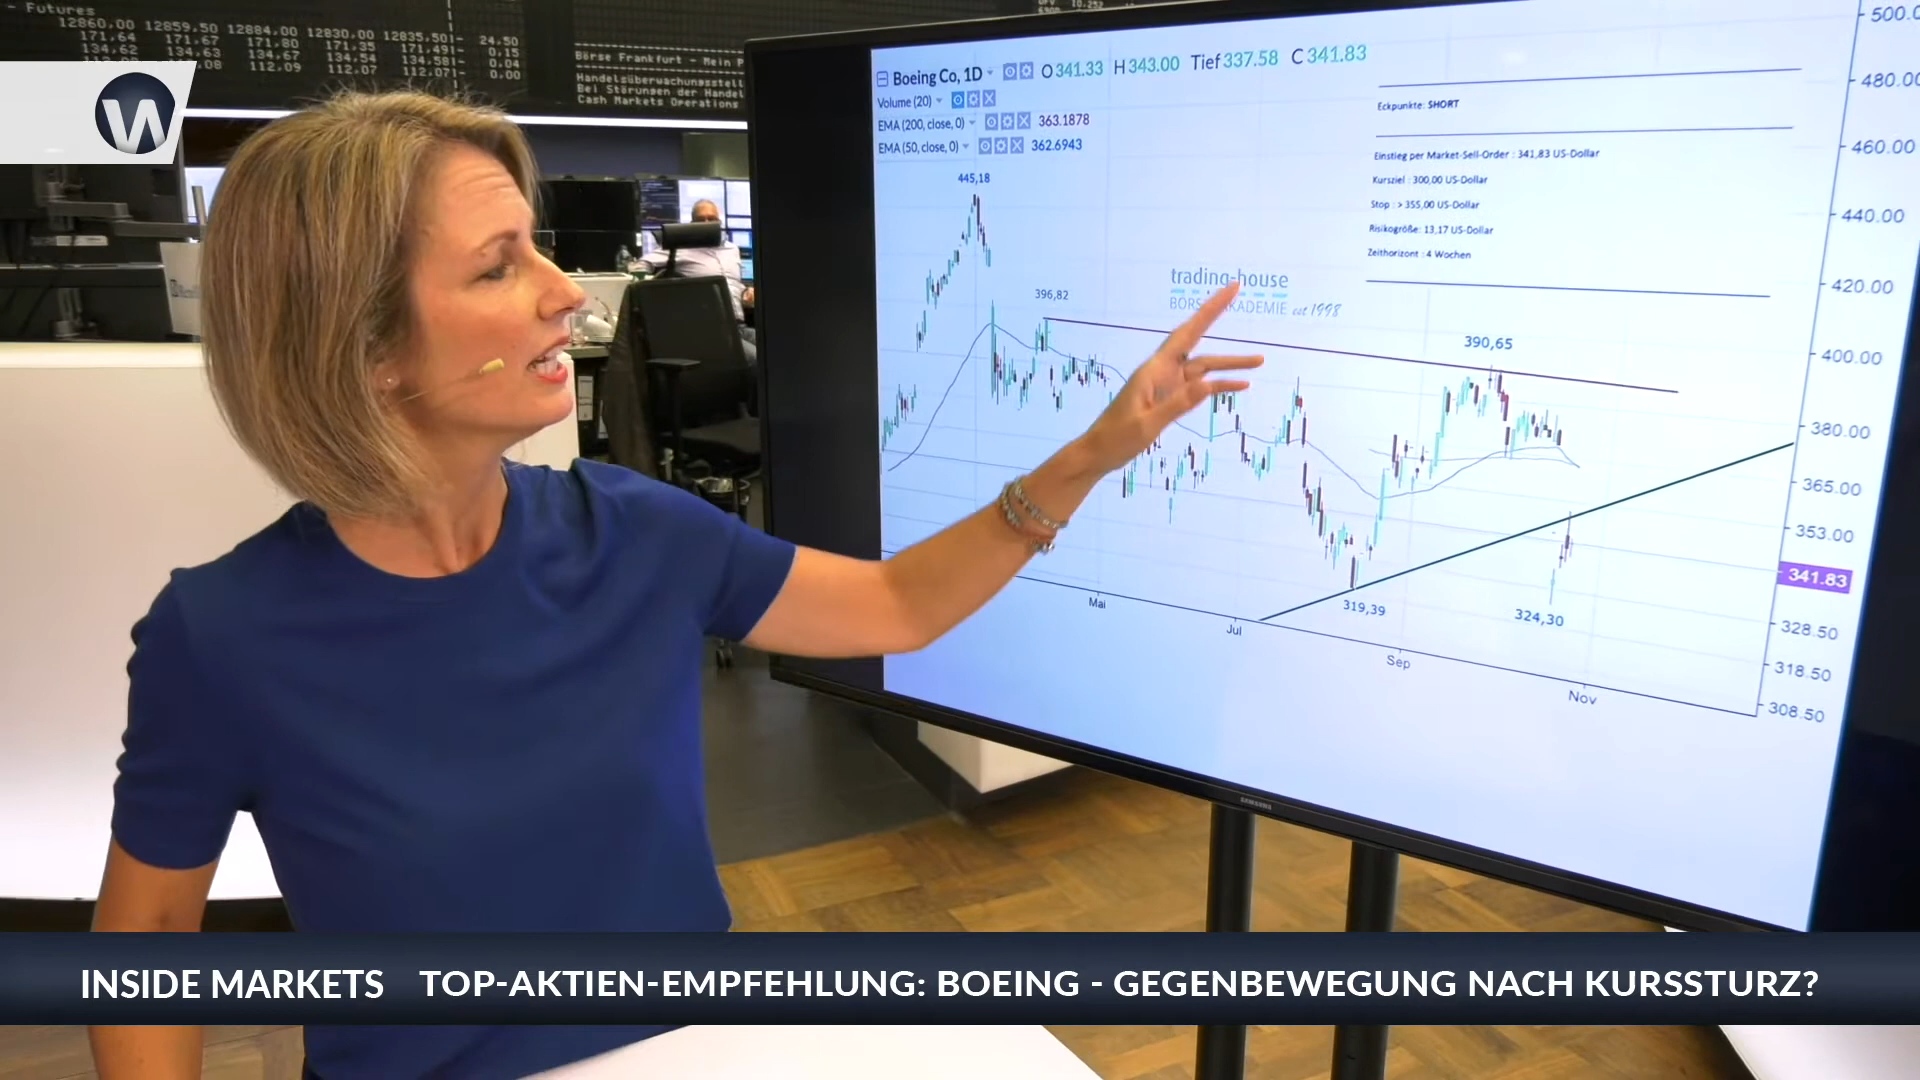 - Futures
12860,00 12859,50 12884,00 12830,00 12835,50 - 24,50
171,64 171,67 171,80 171,35 171,49 - 0,15
134,62 134,63 134,67 134,54 134,58 - 0,04
112,09 112,07 112,07 - 0,00
Börse Frankfurt - Mein P
Handelsüberwachungsstell
Bei Störungen der Handel
Cash Markets Operations
W
Boeing Co, 1D O 341.33 H 343.00 Tief 337.58 C 341.83
Volume (20)
EMA (200, close, 0) 363.1878
EMA (50, close, 0) 362.6943
Eckpunkte: SHORT
Einstieg per Market-Sell-Order : 341,83 US-Dollar
Kursziel : 300,00 US-Dollar
Stop : > 355,00 US-Dollar
Risikogröße: 13,17 US-Dollar
Zeithorizont : 4 Wochen
445,18
396,82
trading-house
est 1998
390,65
319,39
324,30
Mai
Jul
Sep
Nov
500.0
480.00
460.00
440.00
420.00
400.00
380.00
365.00
353.00
341.83
328.50
318.50
308.50
SAMSUNG
INSIDE MARKETS TOP-AKTIEN-EMPFEHLUNG: BOEING - GEGENBEWEGUNG NACH KURSSTURZ?